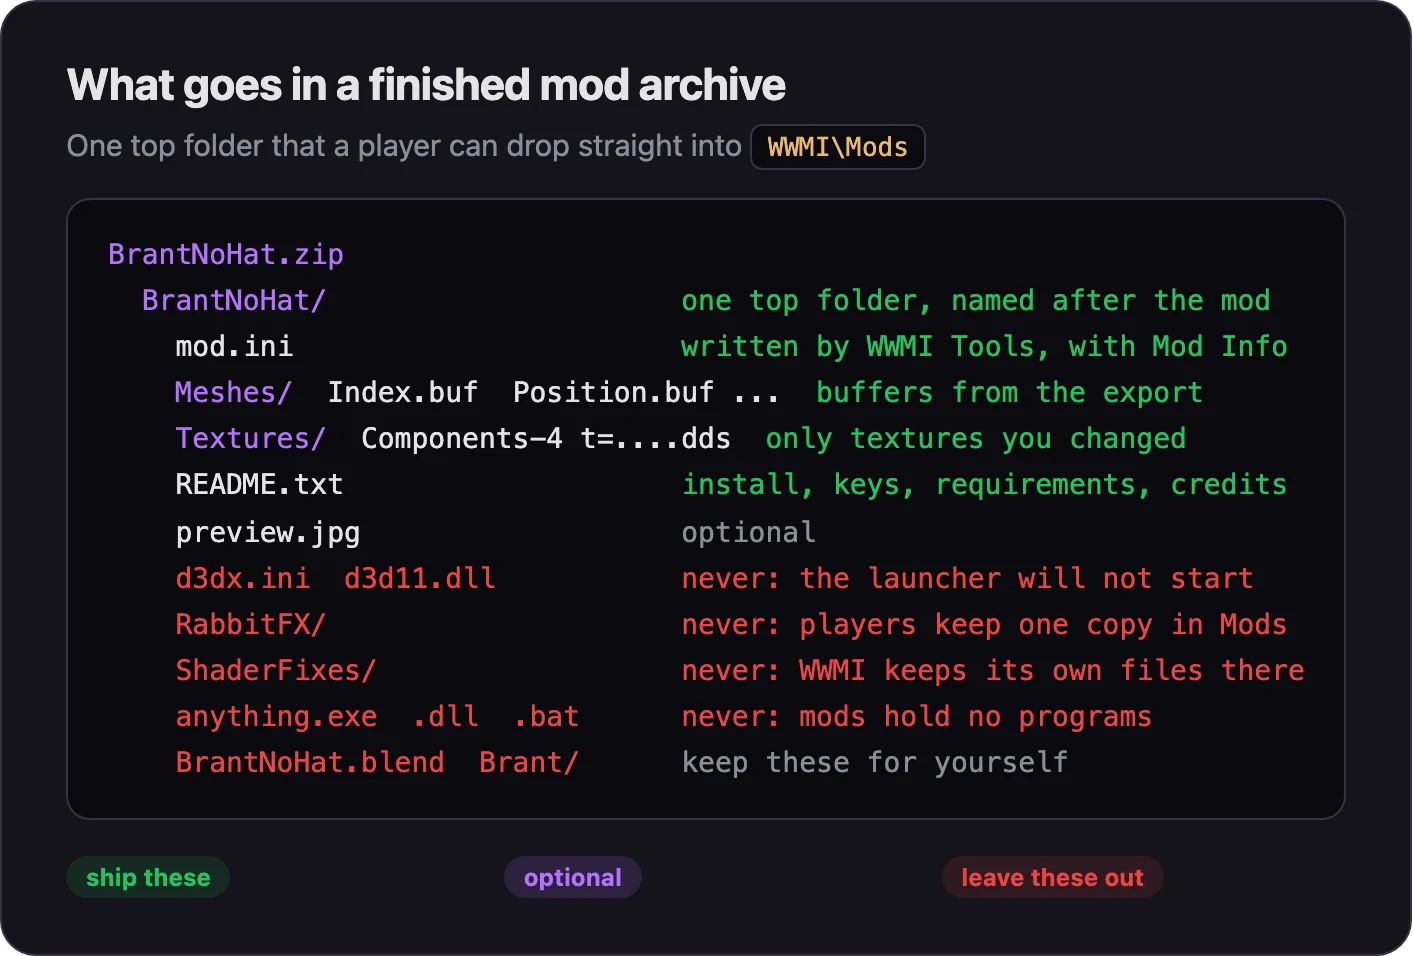 What goes in a finished mod archive
One top folder that a player can drop straight into WWMI\Mods
BrantNoHat.zip
BrantNoHat/ one top folder, named after the mod
mod.ini written by WWMI Tools, with Mod Info
Meshes/ Index.buf Position.buf ... buffers from the export
Textures/ Components-4 t=....dds only textures you changed
README.txt install, keys, requirements, credits
preview.jpg optional
d3dx.ini d3d11.dll never: the launcher will not start
RabbitFX/ never: players keep one copy in Mods
ShaderFixes/ never: WWMI keeps its own files there
anything.exe .dll .bat never: mods hold no programs
BrantNoHat.blend Brant/ keep these for yourself
ship these optional leave these out